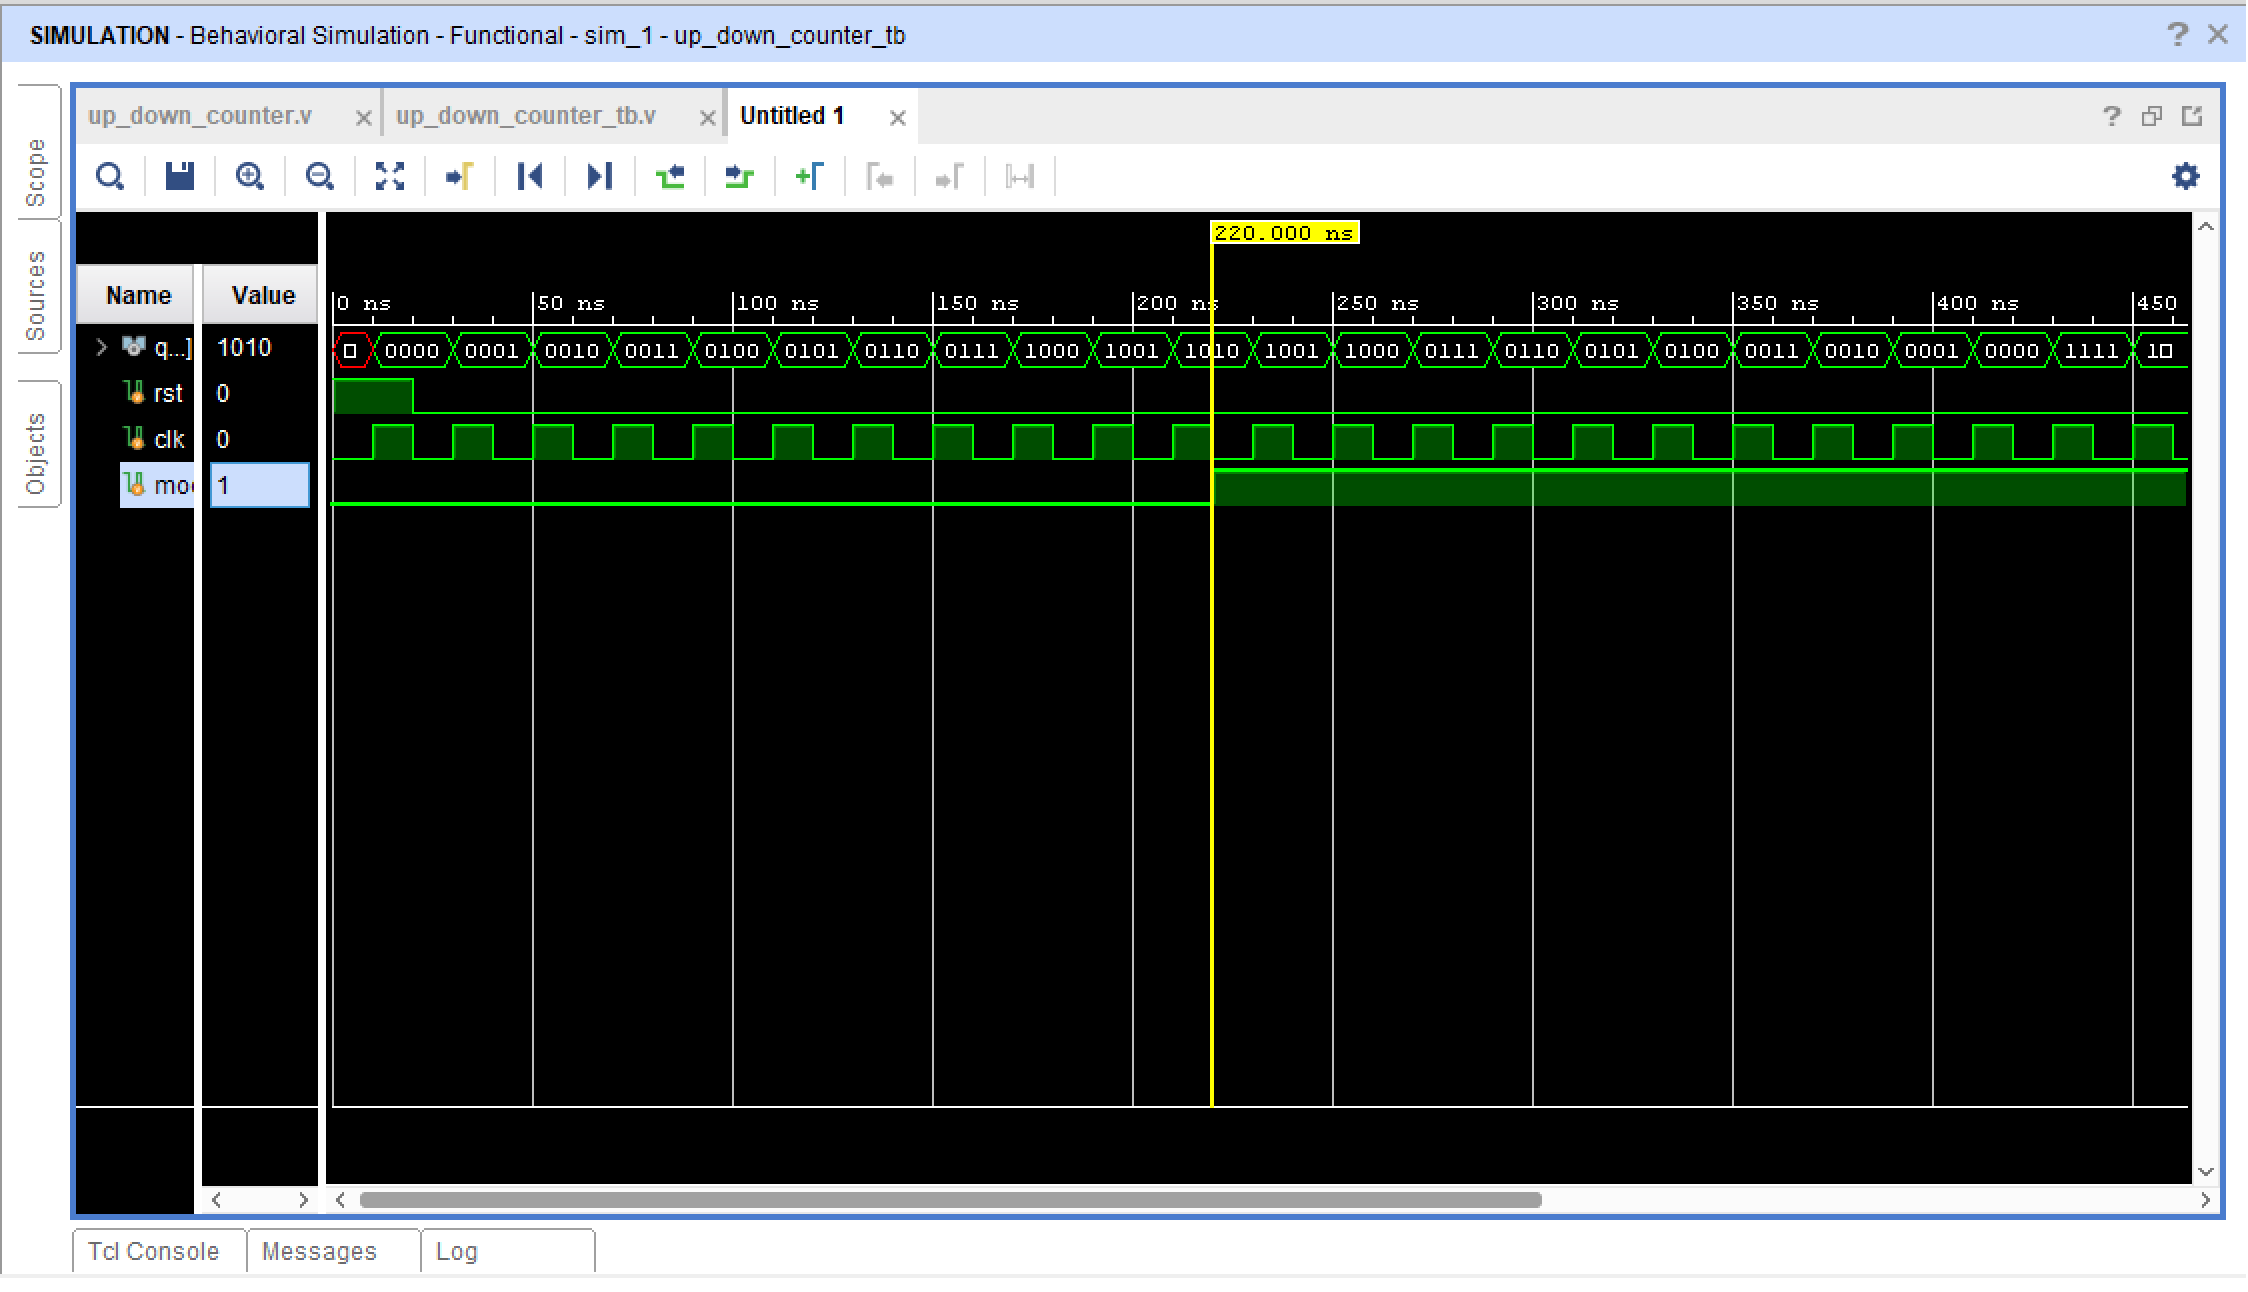 SIMULATION - Behavioral Simulation - Functional - sim_1 - up_down_counter_tb
Scope
Sources
Objects
up_down_counter.v up_down_counter_tb.v Untitled 1
220.000 ns
Name Value
0 ns 50 ns 100 ns 150 ns 200 ns 250 ns 300 ns 350 ns 400 ns 450
q...] 1010 0000 0001 0010 0011 0100 0101 0110 0111 1000 1001 1010 1001 1000 0111 0110 0101 0100 0011 0010 0001 0000 1111 1
rst 0
clk 0
mo 1
Tcl Console Messages Log